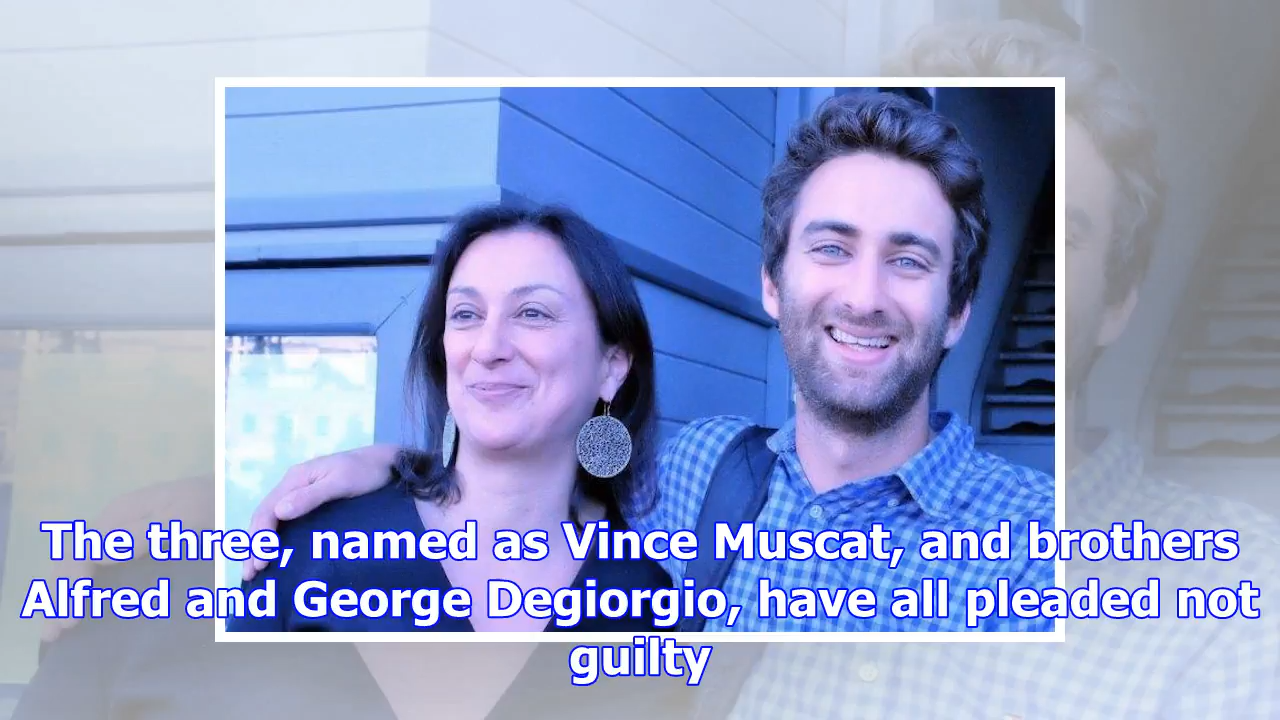 The three, named as Vince Muscat, and brothers
Alfred and George Degiorgio, have all pleaded not
guilty